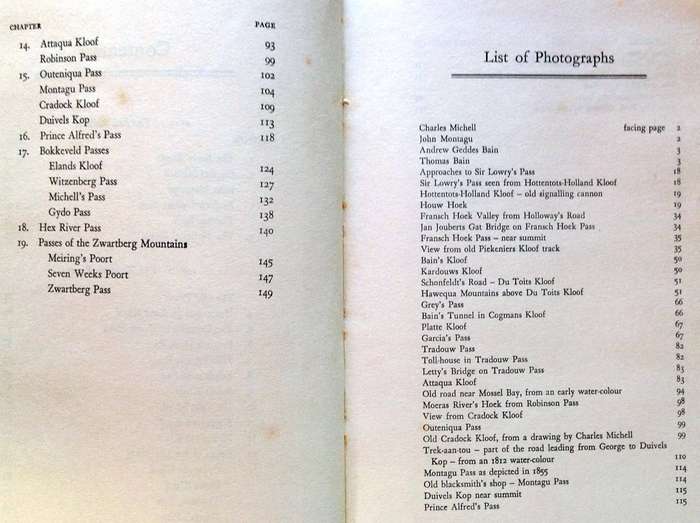 CHAPTER PAGE
14. Attaqua Kloof 93
Robinson Pass 99
15. Outeniqua Pass 102
Montagu Pass 104
Cradock Kloof 109
Duivels Kop 113
16. Prince Alfred's Pass 118
17. Bokkeveld Passes
Elands Kloof 124
Witzenberg Pass 127
Michell's Pass 132
Gydo Pass 138
18. Hex River Pass 140
19. Passes of the Zwartberg Mountains
Meiring's Poort 145
Seven Weeks Poort 147
Zwartberg Pass 149
List of Photographs
Charles Michell facing page 2
John Montagu 2
Andrew Geddes Bain 3
Thomas Bain 3
Approaches to Sir Lowry's Pass 18
Sir Lowry's Pass seen from Hottentots-Holland Kloof 18
Hottentots-Holland Kloof – old signalling cannon 19
Houw Hoek 19
Fransch Hoek Valley from Holloway's Road 34
Jan Jouberts Gat Bridge on Fransch Hoek Pass 34
Fransch Hoek Pass – near summit 35
View from old Piekeniers Kloof track 35
Bain's Kloof 50
Kardouws Kloof 50
Schonfeldt's Road – Du Toits Kloof 51
Hawequa Mountains above Du Toits Kloof 51
Grey's Pass 66
Bain's Tunnel in Cogmans Kloof 66
Platte Kloof 67
Garcia's Pass 67
Tradouw Pass 82
Toll-house in Tradouw Pass 82
Letty's Bridge on Tradouw Pass 83
Attaqua Kloof 83
Old road near Mossel Bay, from an early water-colour 94
Moeras River's Hoek from Robinson Pass 98
View from Cradock Kloof 98
Outeniqua Pass 99
Old Cradock Kloof, from a drawing by Charles Michell 99
Trek-aan-tou – part of the road leading from George to Duivels
Kop – from an 1812 water-colour 110
Montagu Pass as depicted in 1855 114
Old blacksmith's shop – Montagu Pass 114
Duivels Kop near summit 115
Prince Alfred's Pass 115